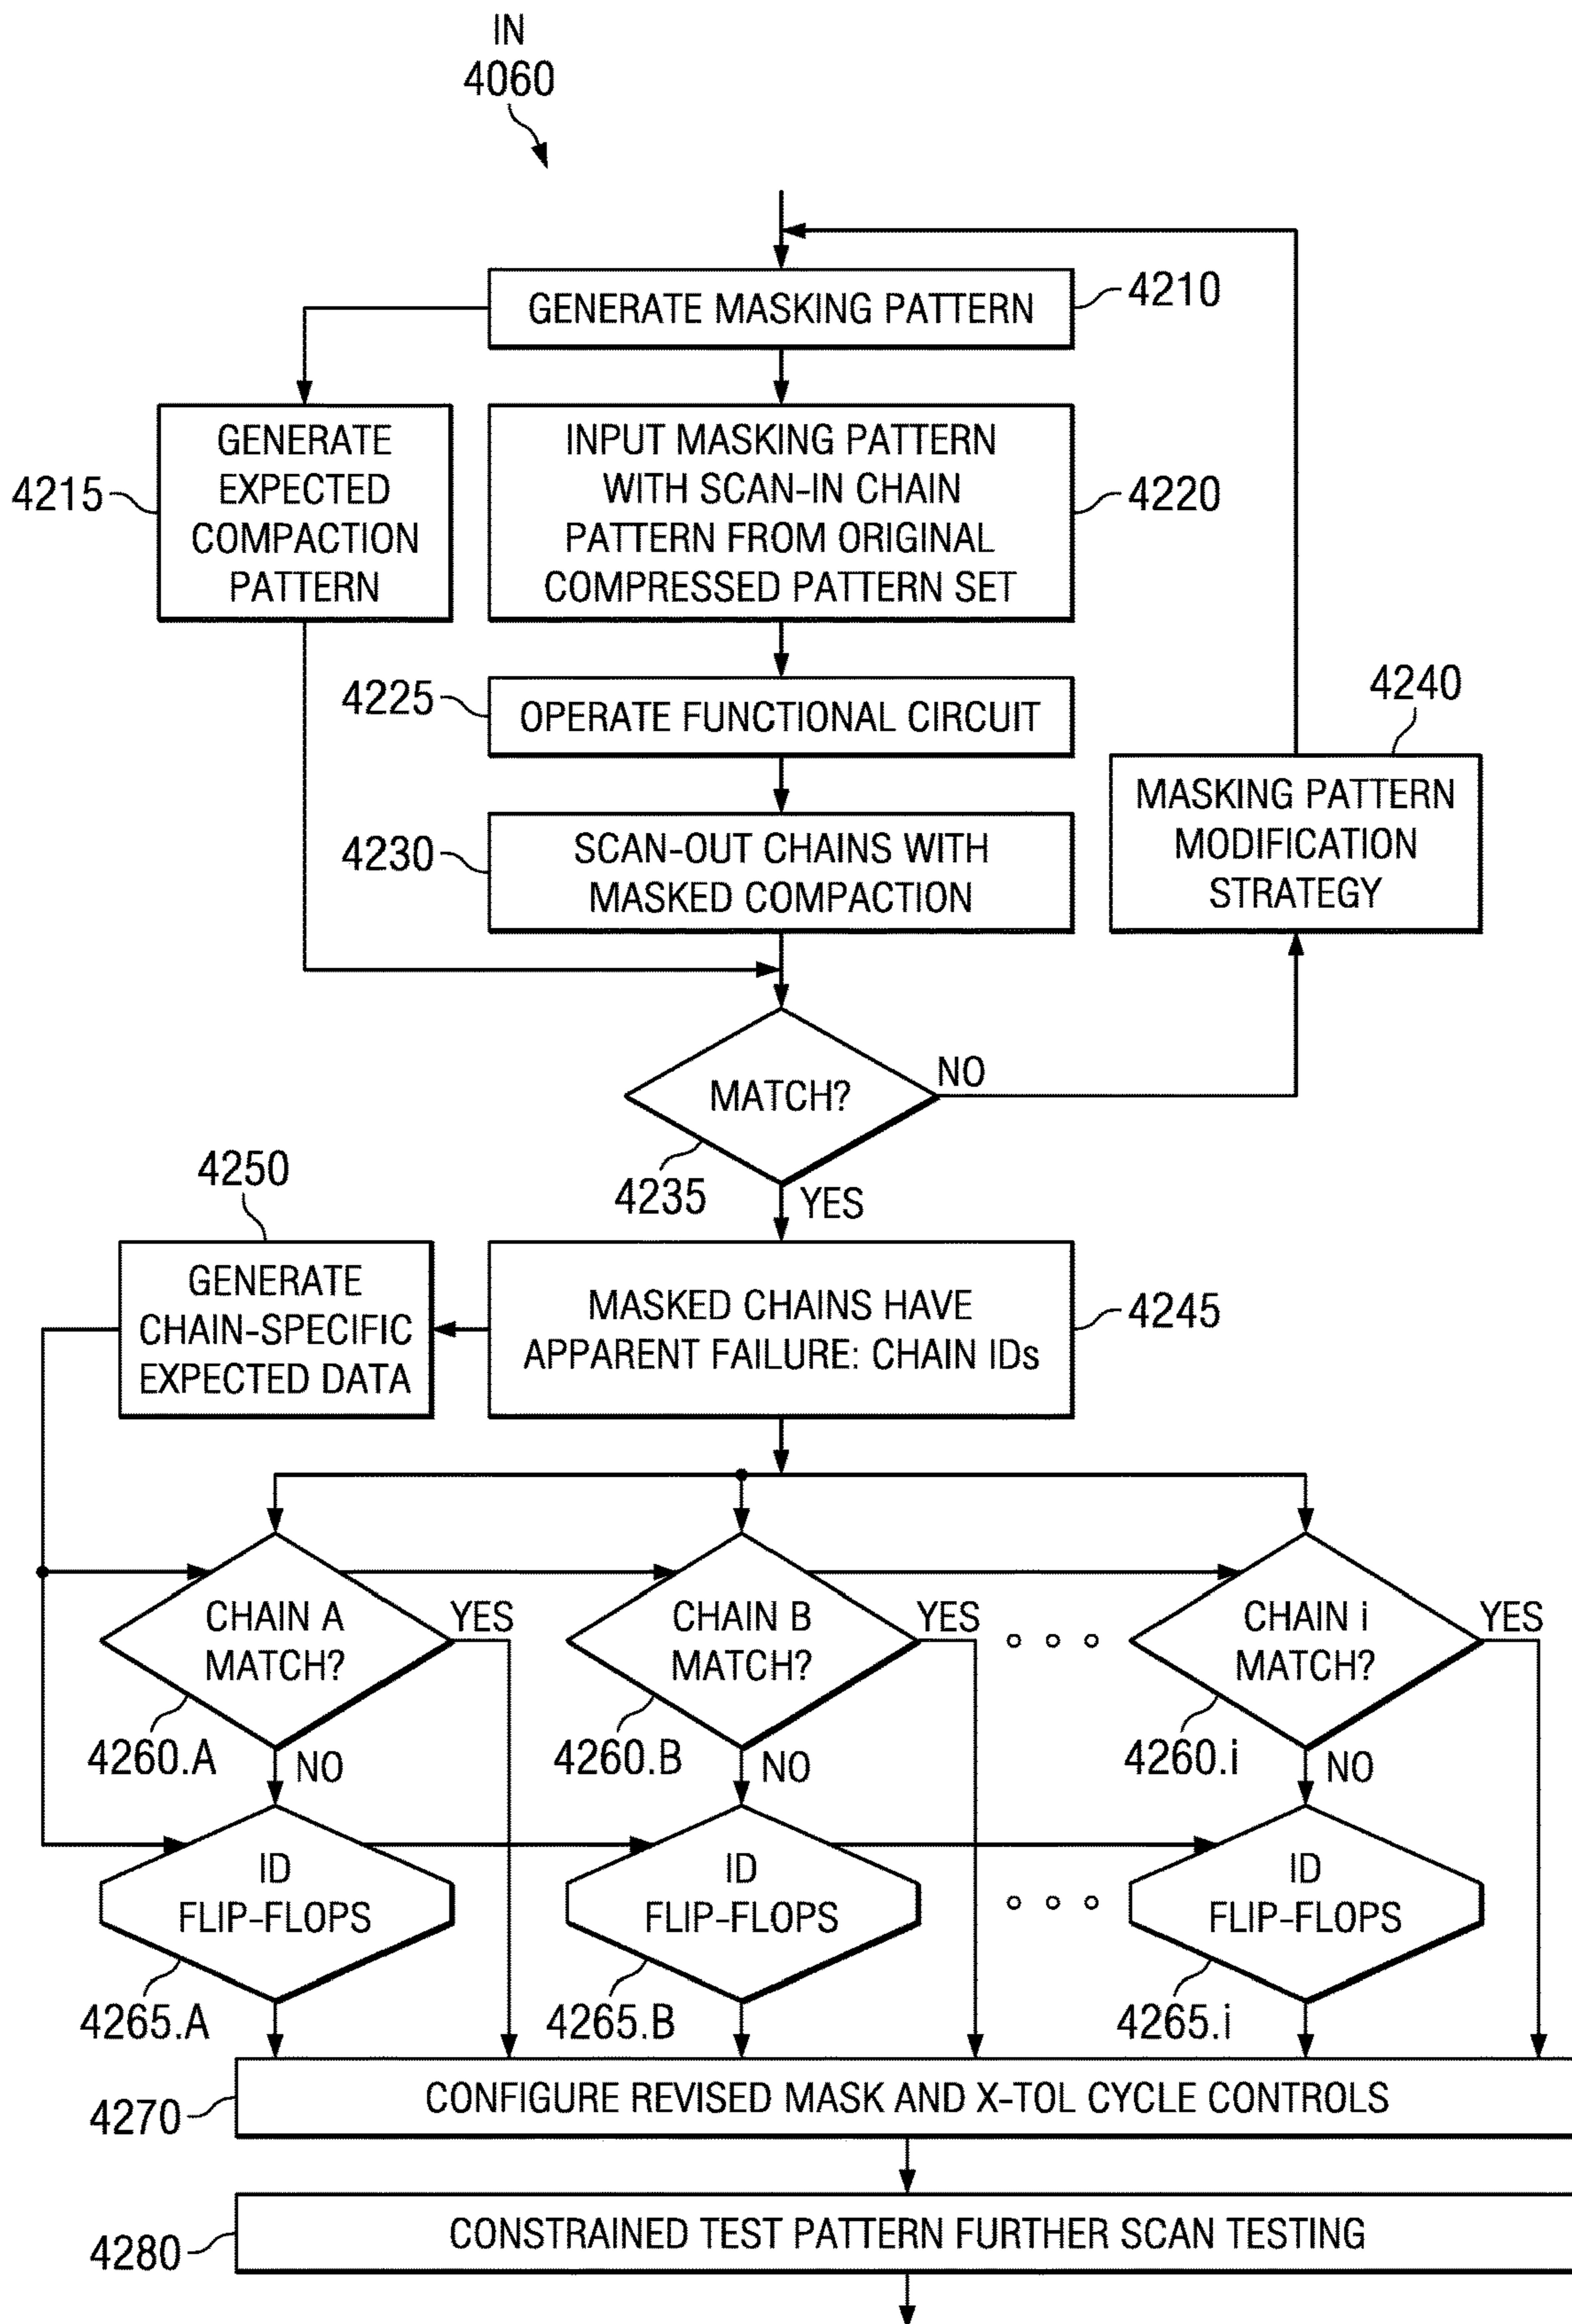 IN
4060
GENERATE MASKING PATTERN
4210
GENERATE
EXPECTED
COMPACTION
PATTERN
4215
INPUT MASKING PATTERN
WITH SCAN-IN CHAIN
PATTERN FROM ORIGINAL
COMPRESSED PATTERN SET
4220
4225
OPERATE FUNCTIONAL CIRCUIT
4240
MASKING PATTERN
MODIFICATION
STRATEGY
4230
SCAN-OUT CHAINS WITH
MASKED COMPACTION
MATCH?
NO
4235
YES
4250
GENERATE
CHAIN-SPECIFIC
EXPECTED DATA
MASKED CHAINS HAVE
APPARENT FAILURE: CHAIN IDs
4245
CHAIN A
MATCH?
YES
CHAIN B
MATCH?
YES
CHAIN i
MATCH?
YES
4260.A
NO
4260.B
NO
4260.i
NO
ID
FLIP-FLOPS
ID
FLIP-FLOPS
ID
FLIP-FLOPS
4265.A
4265.B
4265.i
CONFIGURE REVISED MASK AND X-TOL CYCLE CONTROLS
4270
CONSTRAINED TEST PATTERN FURTHER SCAN TESTING
4280